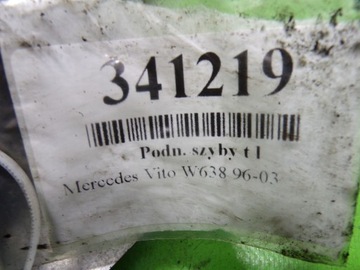 341219
Podn. szyby t l
Mercedes Vito W638 96-03